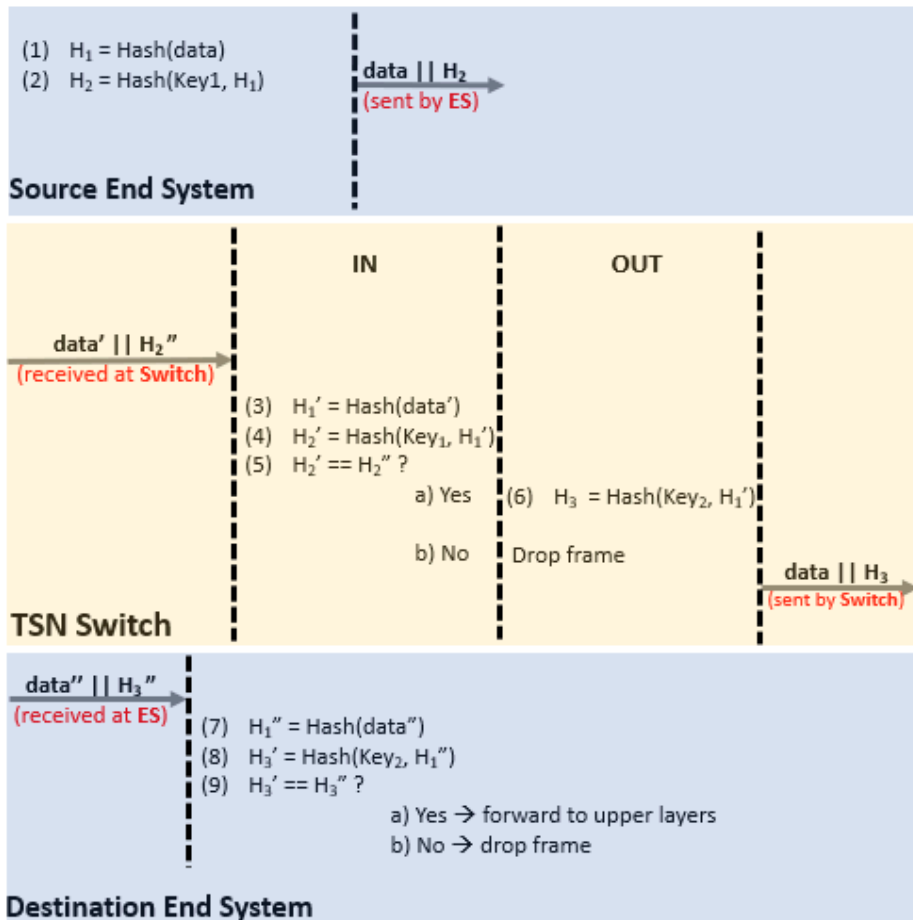 (1) H₁ = Hash(data)
(2) H₂ = Hash(Key1, H₁)
data || H₂
(sent by ES)
Source End System
IN
OUT
data′ || H₂″
(received at Switch)
(3) H₁′ = Hash(data′)
(4) H₂′ = Hash(Key₁, H₁′)
(5) H₂′ == H₂″ ?
a) Yes
(6) H₃ = Hash(Key₂, H₁′)
b) No
Drop frame
data || H₃
(sent by Switch)
TSN Switch
data″ || H₃″
(received at ES)
(7) H₁″ = Hash(data″)
(8) H₃′ = Hash(Key₂, H₁″)
(9) H₃′ == H₃″ ?
a) Yes → forward to upper layers
b) No → drop frame
Destination End System